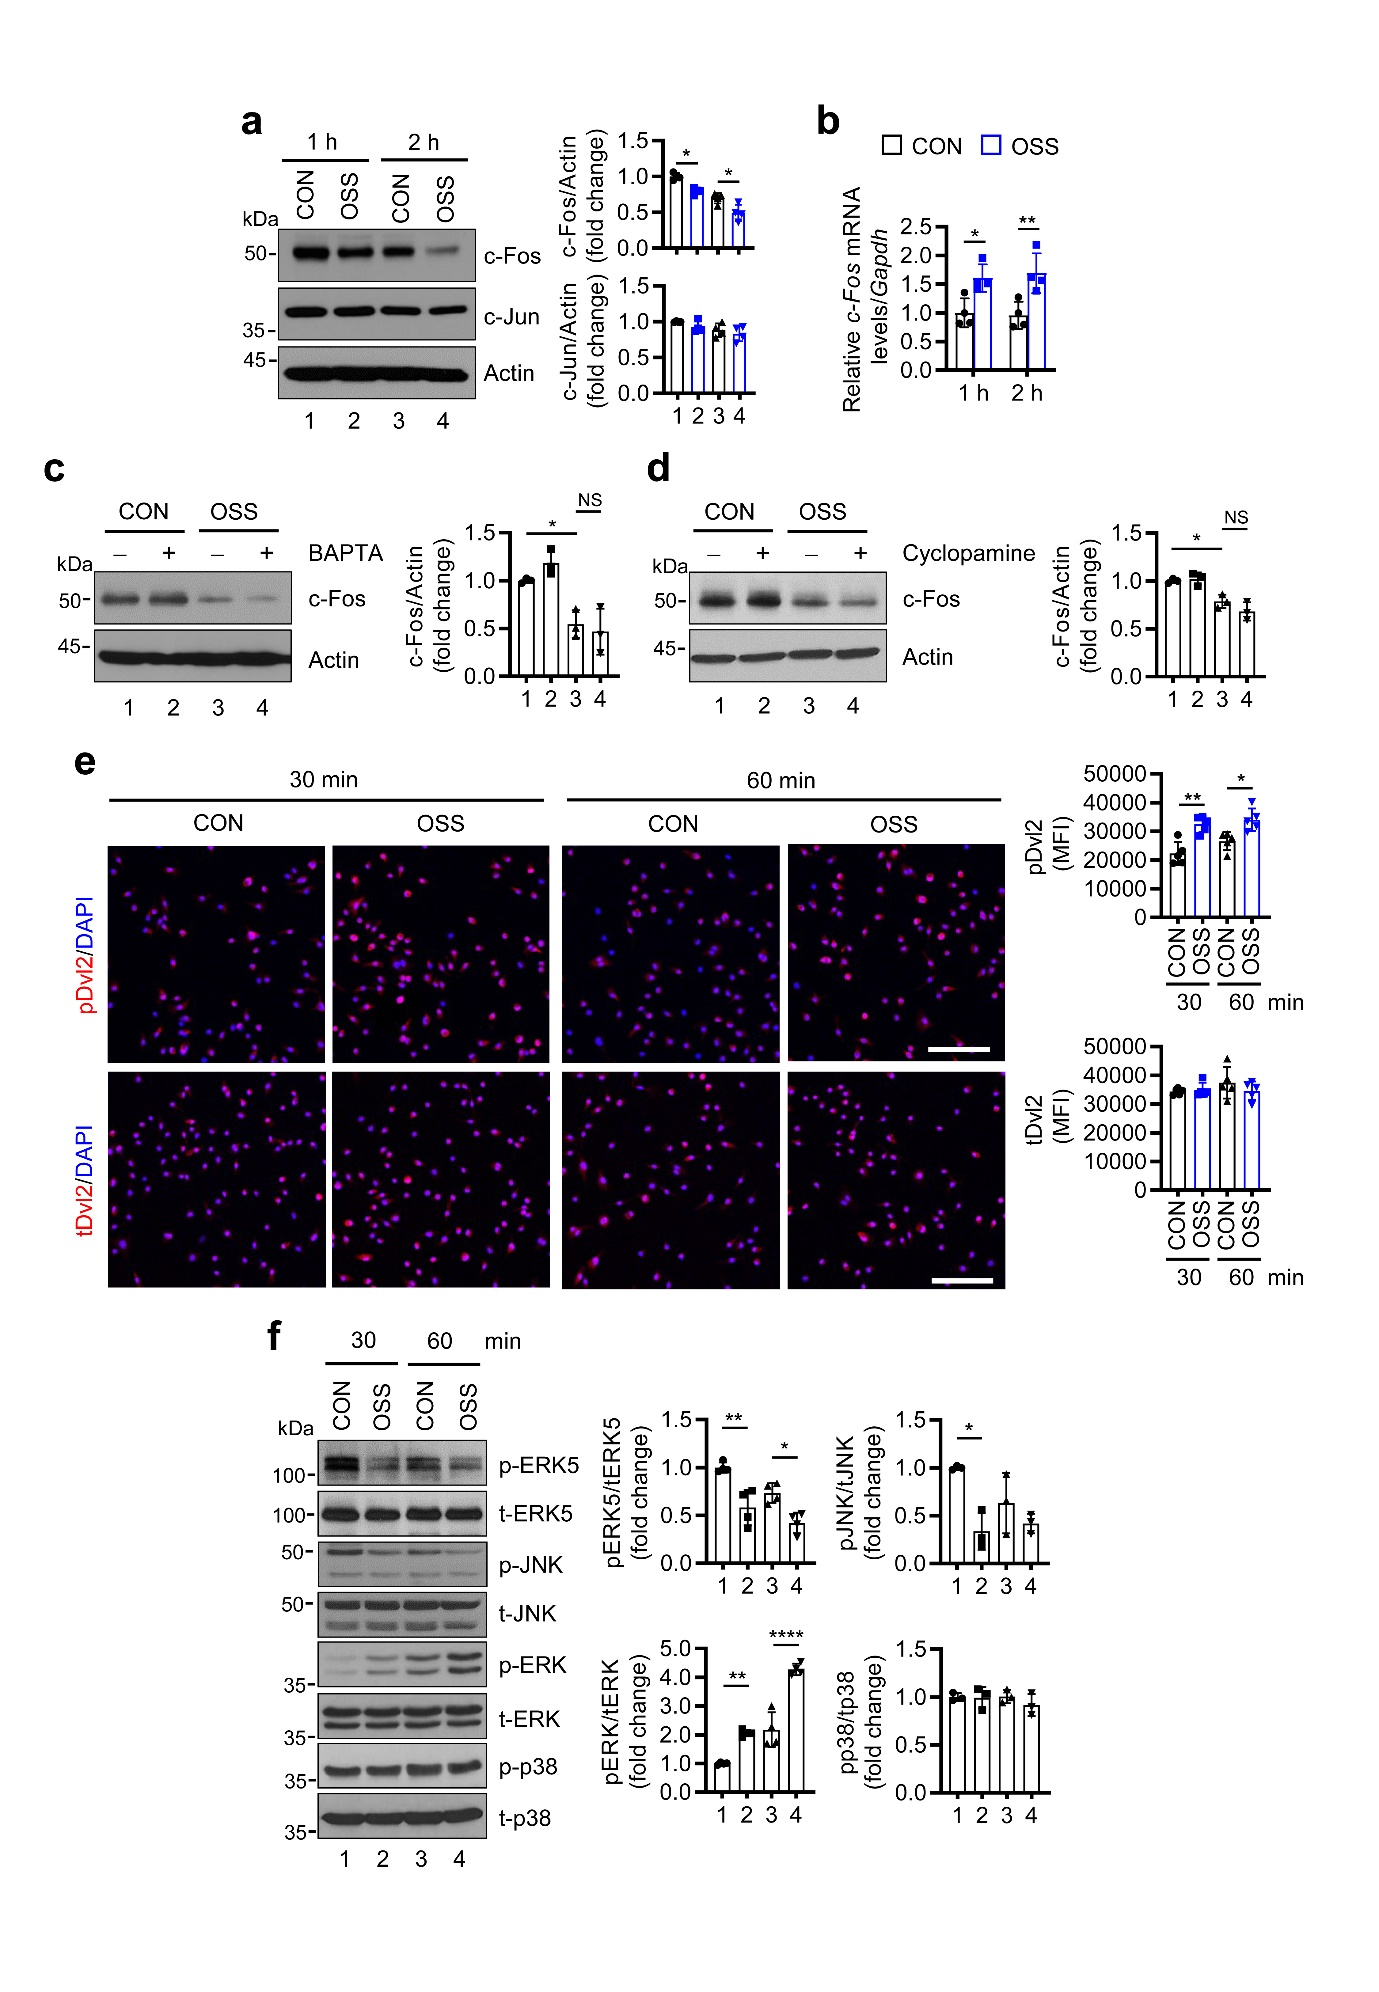 a
1 h 2 h
CON OSS CON OSS
kDa
50–
c-Fos
c-Jun
35–
45–
Actin
1 2 3 4
c-Fos/Actin
(fold change)
1.5
1.0
0.5
0.0
* *
c-Jun/Actin
(fold change)
1.5
1.0
0.5
0.0
1 2 3 4
b
CON OSS
Relative c-Fos mRNA
levels/Gapdh
2.5
2.0
1.5
1.0
0.5
0.0
* **
1 h 2 h
c
CON OSS
– + – + BAPTA
kDa
50–
c-Fos
45–
Actin
1 2 3 4
c-Fos/Actin
(fold change)
1.5
1.0
0.5
0.0
* NS
1 2 3 4
d
CON OSS
– + – + Cyclopamine
kDa
50–
c-Fos
45–
Actin
1 2 3 4
c-Fos/Actin
(fold change)
1.5
1.0
0.5
0.0
* NS
1 2 3 4
e
30 min 60 min
CON OSS CON OSS
pDvl2/DAPI
tDvl2/DAPI
pDvl2
(MFI)
50000
40000
30000
20000
10000
0
** *
CON OSS CON OSS
30 60 min
tDvl2
(MFI)
50000
40000
30000
20000
10000
0
CON OSS CON OSS
30 60 min
f
30 60 min
CON OSS CON OSS
kDa
p-ERK5
100–
100– t-ERK5
50–
p-JNK
50–
t-JNK
p-ERK
35–
t-ERK
35–
p-p38
35–
t-p38
35–
1 2 3 4
pERK5/tERK5
(fold change)
1.5
1.0
0.5
0.0
** *
1 2 3 4
pJNK/tJNK
(fold change)
1.5
1.0
0.5
0.0
*
1 2 3 4
pERK/tERK
(fold change)
5.0
4.0
3.0
2.0
1.0
0.0
** ****
1 2 3 4
pp38/tp38
(fold change)
1.5
1.0
0.5
0.0
1 2 3 4